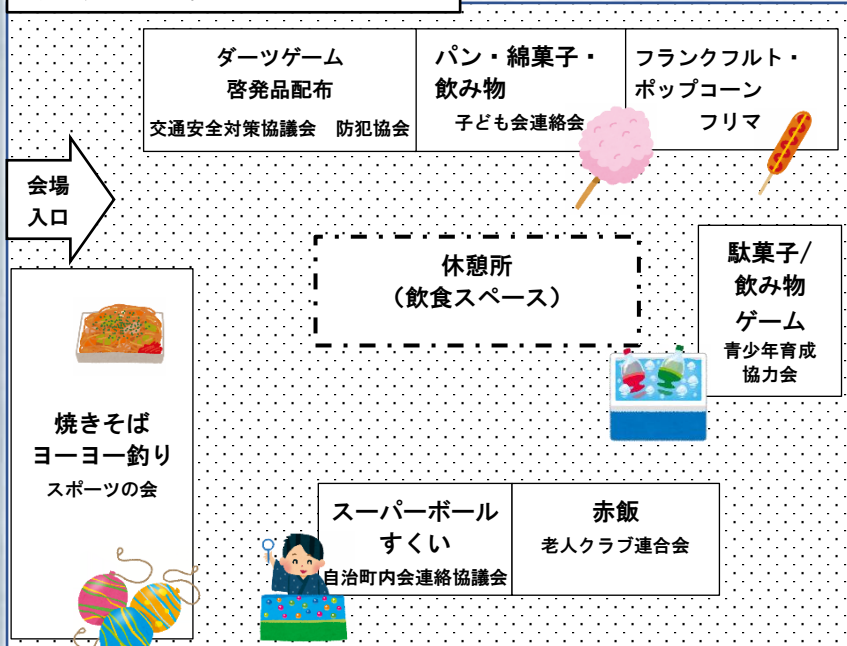 ダーツゲーム
啓発品配布
交通安全対策協議会　防犯協会
パン・綿菓子・
飲み物
子ども会連絡会
フランクフルト・
ポップコーン
フリマ
会場
入口
休憩所
（飲食スペース）
駄菓子/
飲み物
ゲーム
青少年育成
協力会
焼きそば
ヨーヨー釣り
スポーツの会
スーパーボール
すくい
自治町内会連絡協議会
赤飯
老人クラブ連合会